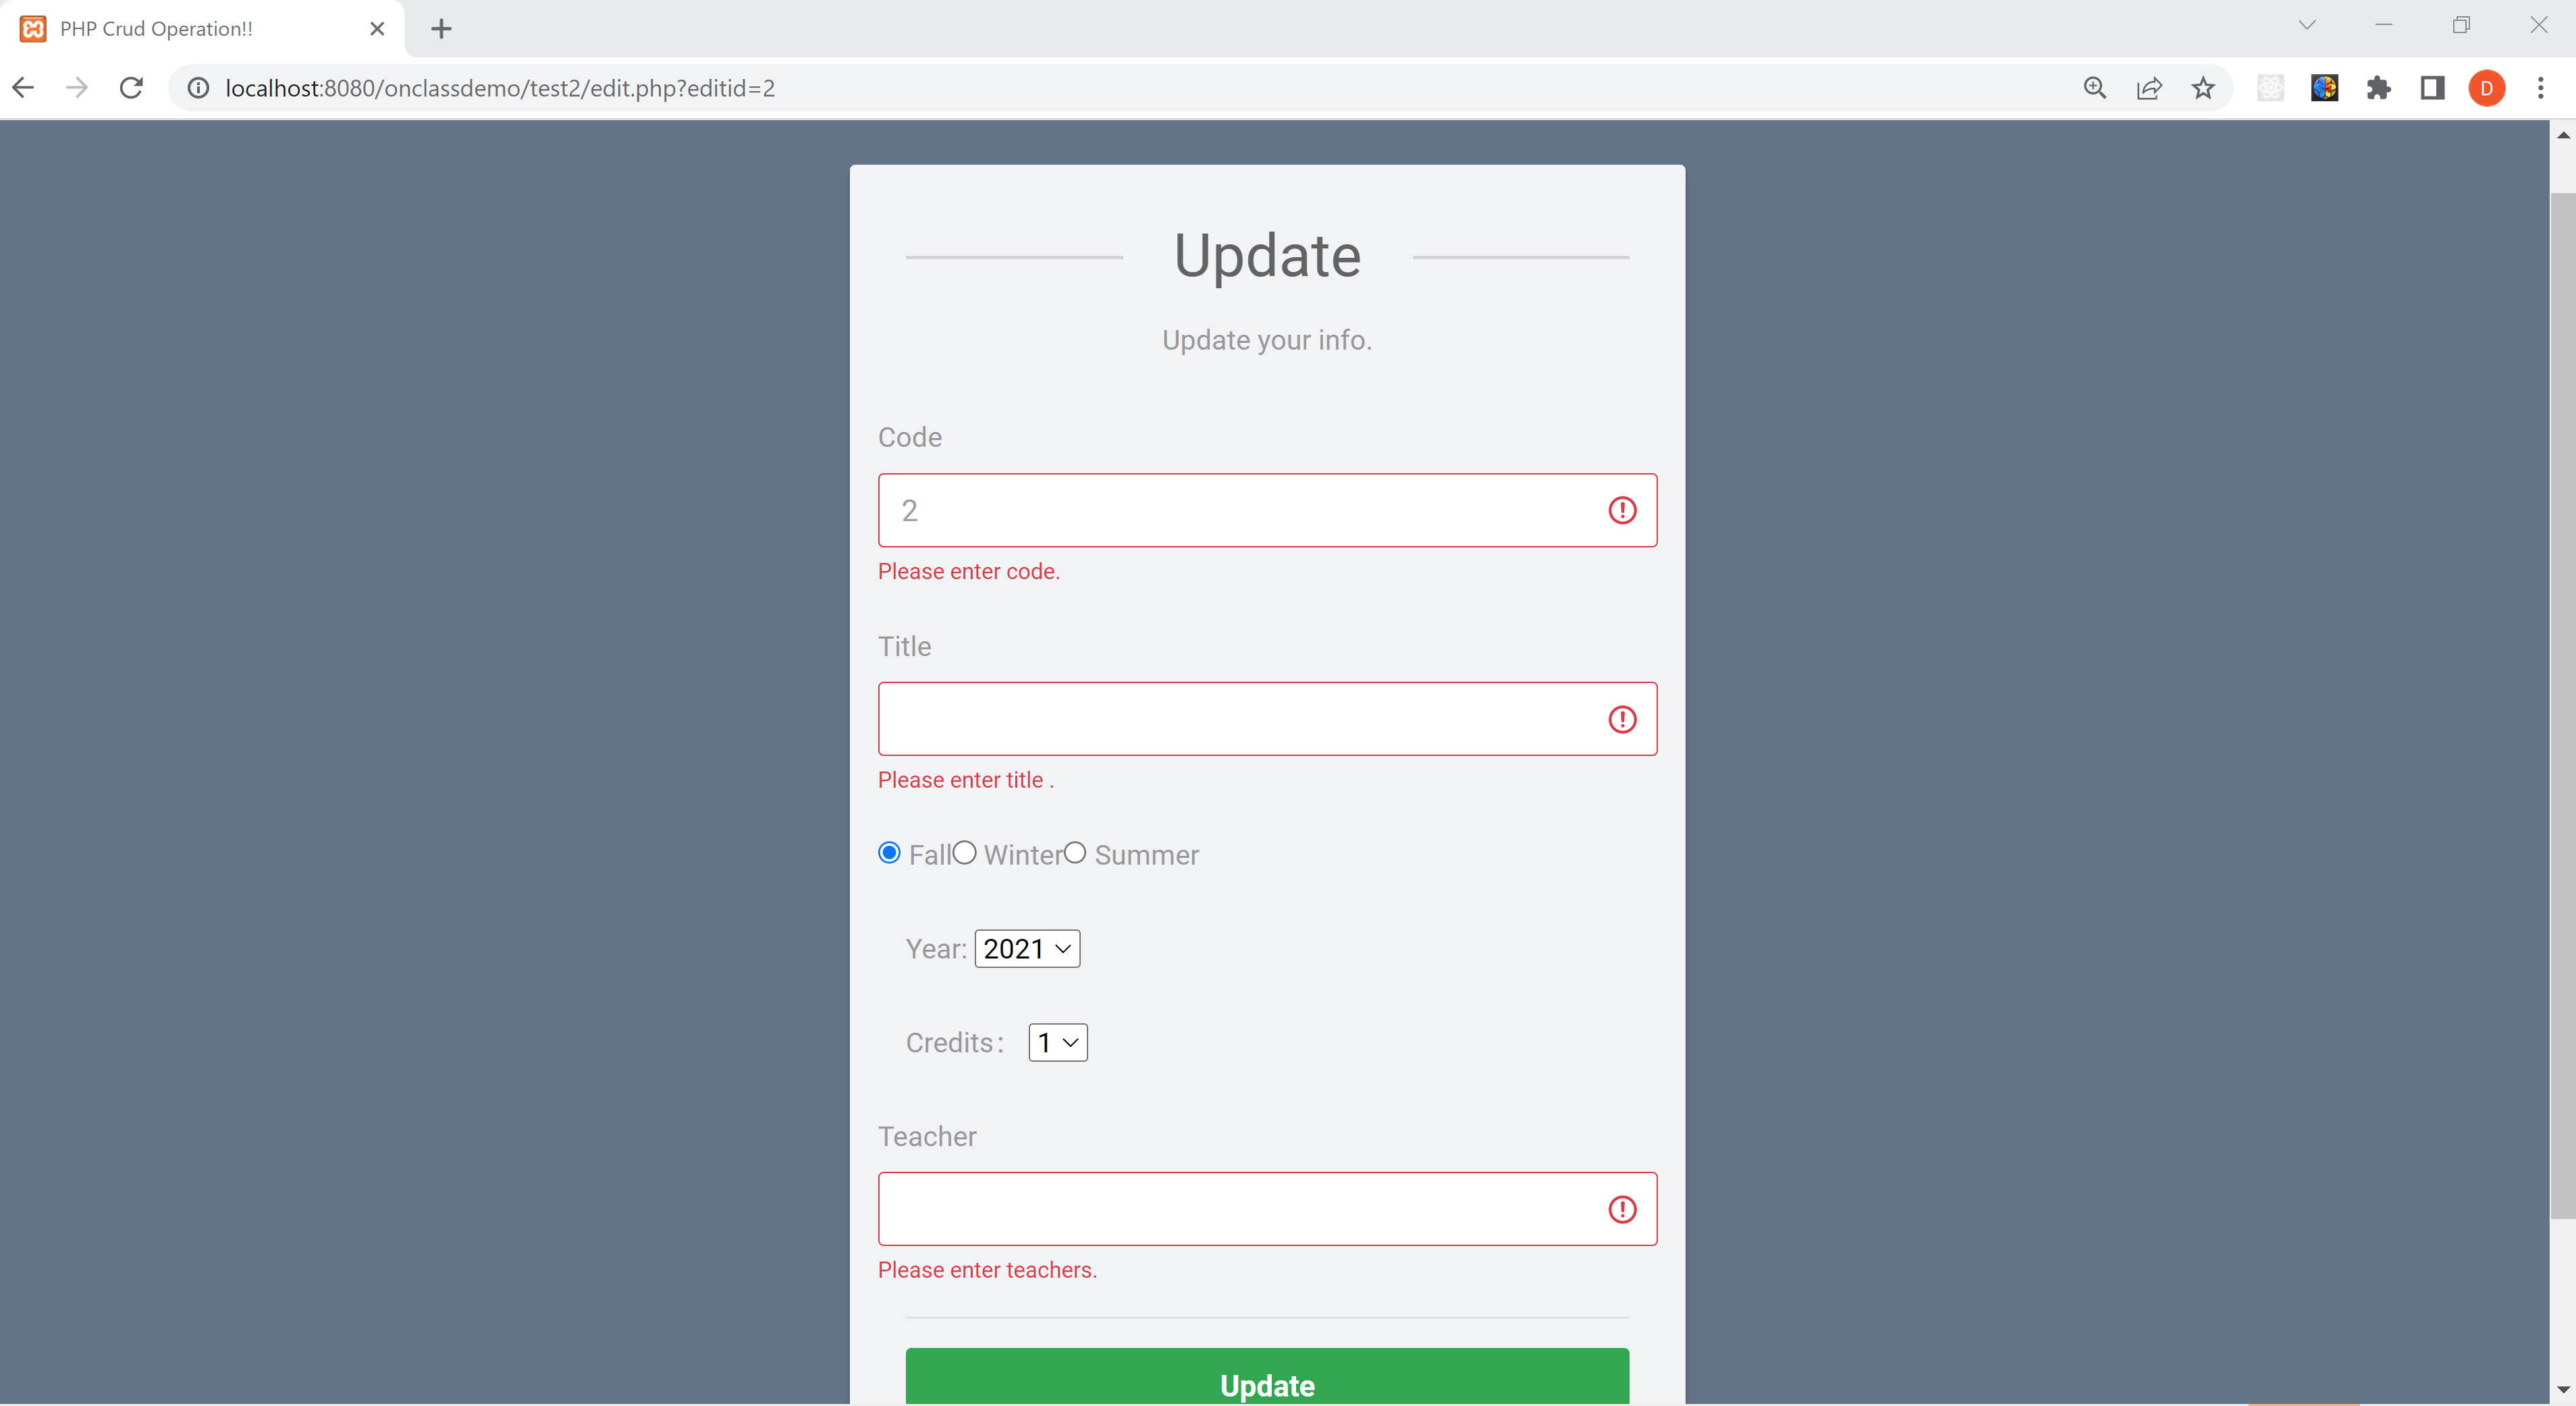 PHP Crud Operation!!
localhost:8080/onclassdemo/test2/edit.php?editid=2
D
Update
Update your info.
Code
2
Please enter code.
Title
Please enter title .
Fall Winter Summer
Year: 2021
Credits: 1
Teacher
Please enter teachers.
Update